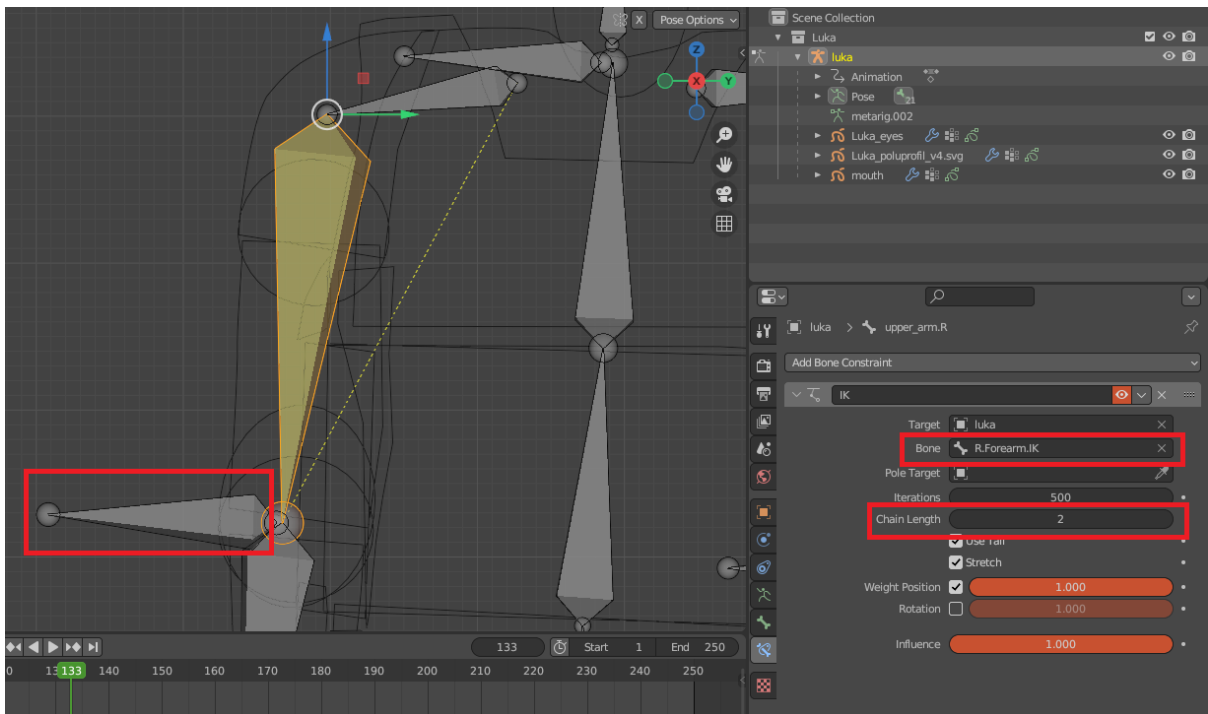 X Pose Options
Z
X
Y
Scene Collection
Luka
luka
Animation
Pose 21
metarig.002
Luka_eyes
Luka_poluprofil_v4.svg
mouth
luka > upper_arm.R
Add Bone Constraint
IK
Target luka
Bone R.Forearm.IK
Pole Target
Iterations 500
Chain Length 2
Use Tail
Stretch
Weight Position 1.000
Rotation 1.000
Influence 1.000
133 Start 1 End 250
133 140 150 160 170 180 190 200 210 220 230 240 250